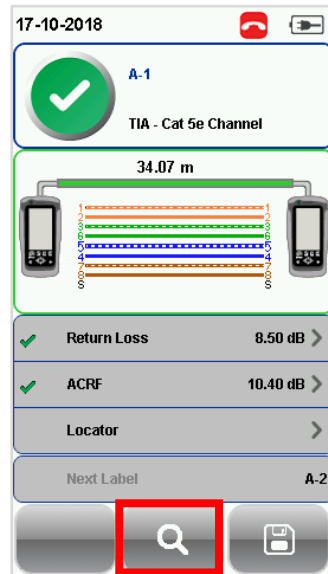 17-10-2018
A-1
TIA - Cat 5e Channel
34.07 m
1 1
2 2
3 3
6 6
5 5
4 4
7 7
8 8
S S
Return Loss 8.50 dB
ACRF 10.40 dB
Locator
Next Label A-2